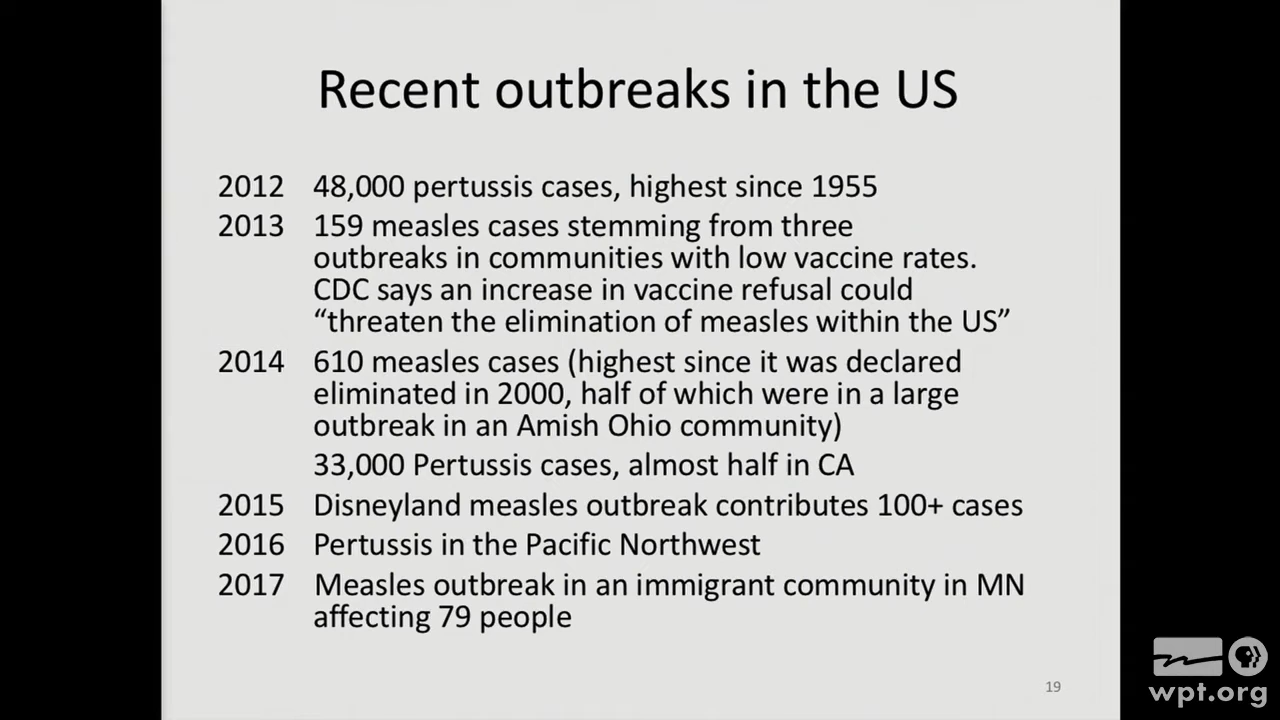 Recent outbreaks in the US
2012 48,000 pertussis cases, highest since 1955
2013 159 measles cases stemming from three
outbreaks in communities with low vaccine rates.
CDC says an increase in vaccine refusal could
“threaten the elimination of measles within the US”
2014 610 measles cases (highest since it was declared
eliminated in 2000, half of which were in a large
outbreak in an Amish Ohio community)
33,000 Pertussis cases, almost half in CA
2015 Disneyland measles outbreak contributes 100+ cases
2016 Pertussis in the Pacific Northwest
2017 Measles outbreak in an immigrant community in MN
affecting 79 people
19
wpt.org